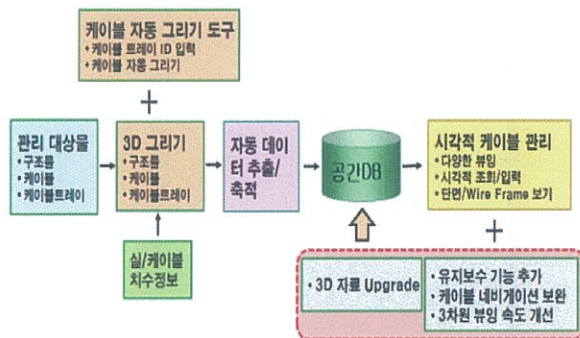 케이블 자동 그리기 도구
• 케이블 트레이 ID 입력
• 케이블 자동 그리기
+
관리 대상물
• 구조물
• 케이블
• 케이블트레이
3D 그리기
• 구조물
• 케이블
• 케이블트레이
자동 데이
터 추출/
축적
공간DB
시각적 케이블 관리
• 다양한 뷰잉
• 시각적 조회/입력
• 단면/Wire Frame 보기
+
실/케이블
치수정보
• 3D 자료 Upgrade
• 유지보수 기능 추가
• 케이블 네비게이션 보완
• 3차원 뷰잉 속도 개선